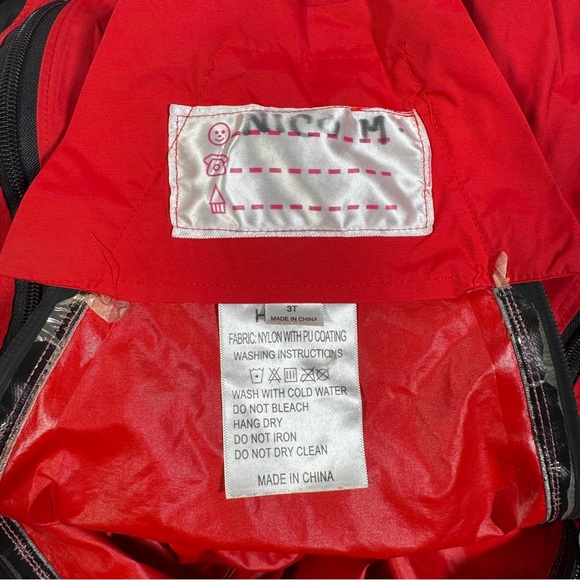 3T
MADE IN CHINA
FABRIC: NYLON WITH PU COATING
WASHING INSTRUCTIONS
WASH WITH COLD WATER
DO NOT BLEACH
HANG DRY
DO NOT IRON
DO NOT DRY CLEAN
MADE IN CHINA